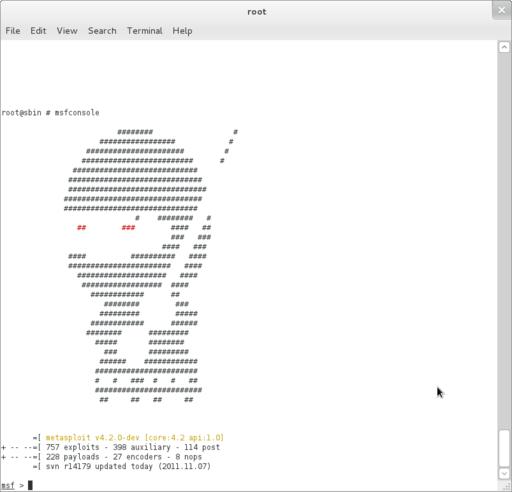 root
File Edit View Search Terminal Help
root@sbin # msfconsole
=[ metasploit v4.2.0-dev [core:4.2 api:1.0]
+ -- --=[ 757 exploits - 398 auxiliary - 114 post
+ -- --=[ 228 payloads - 27 encoders - 8 nops
=[ svn r14179 updated today (2011.11.07)
msf >